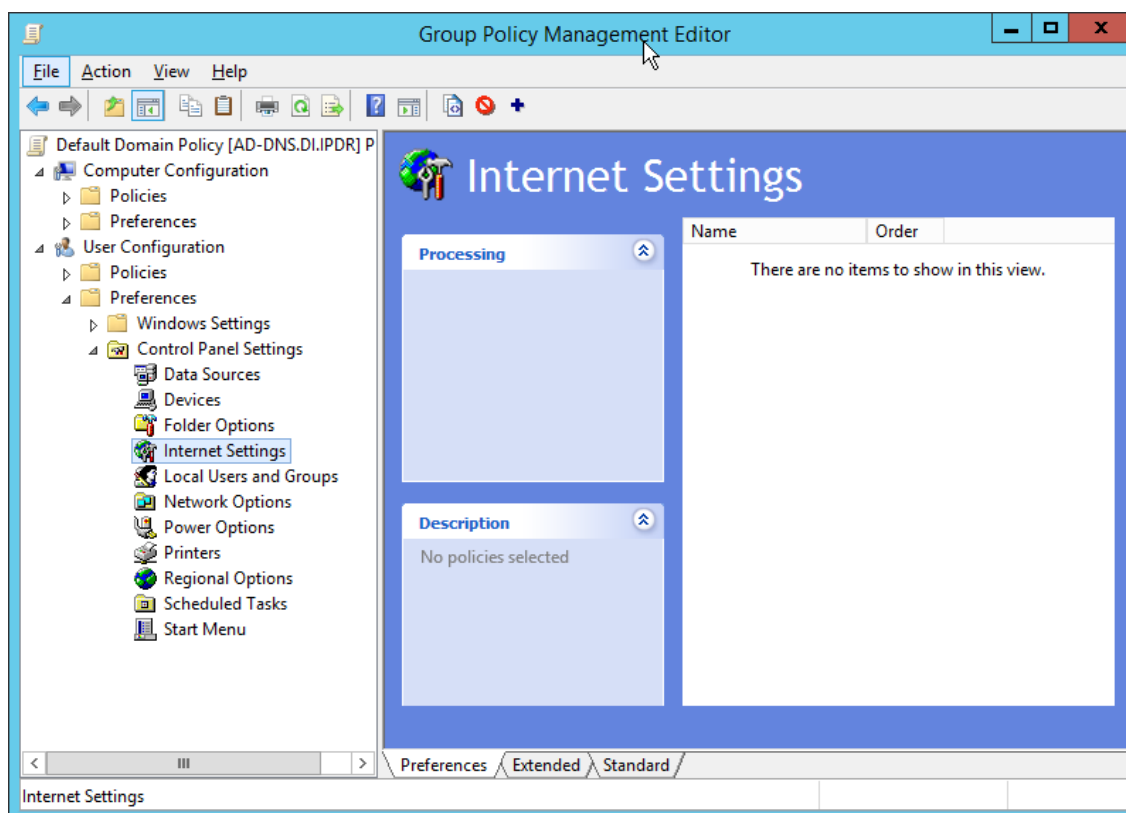 Group Policy Management Editor
File Action View Help
Default Domain Policy [AD-DNS.DI.IPDR] P
Computer Configuration
Policies
Preferences
User Configuration
Policies
Preferences
Windows Settings
Control Panel Settings
Data Sources
Devices
Folder Options
Internet Settings
Local Users and Groups
Network Options
Power Options
Printers
Regional Options
Scheduled Tasks
Start Menu
Internet Settings
Processing
Description
No policies selected
Name Order
There are no items to show in this view.
Preferences Extended Standard
Internet Settings